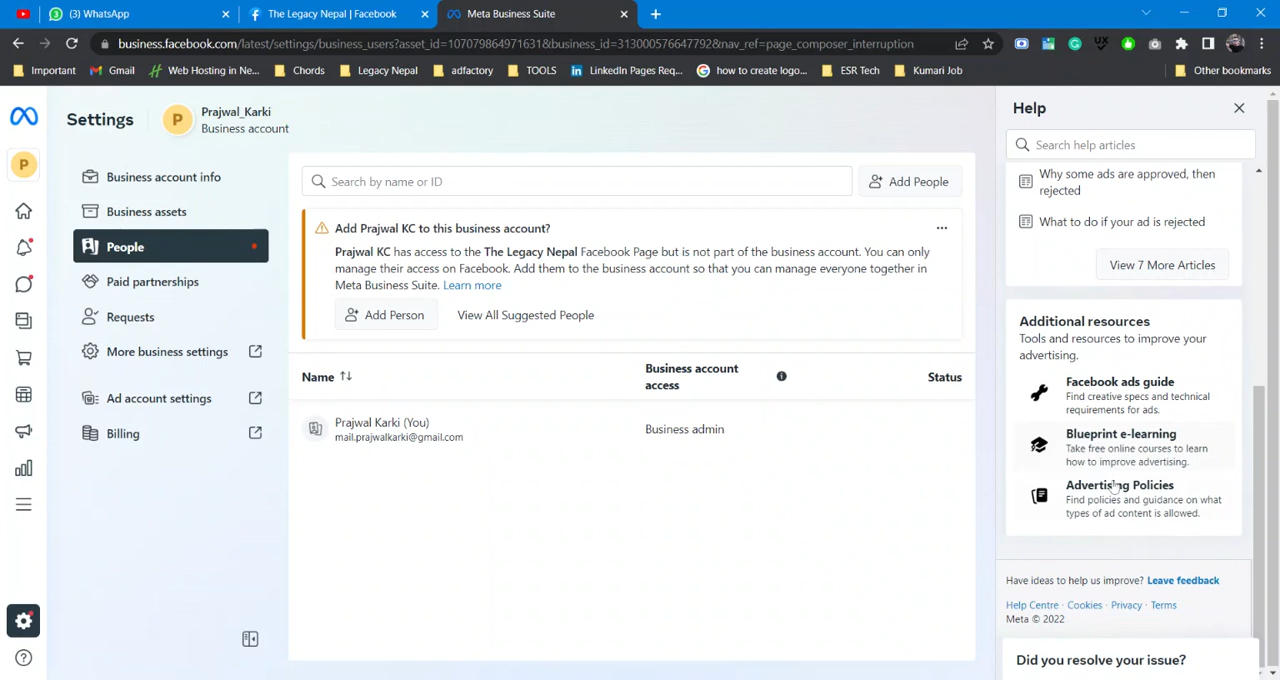 (3) WhatsApp
The Legacy Nepal | Facebook
Meta Business Suite
business.facebook.com/latest/settings/business_users?asset_id=107079864971631&business_id=313000576647792&nav_ref=page_composer_interruption
Important
Gmail
Web Hosting in Ne...
Chords
Legacy Nepal
adfactory
TOOLS
LinkedIn Pages Req...
how to create logo...
ESR Tech
Kumari Job
Other bookmarks
Settings
P
Prajwal_Karki
Business account
P
Business account info
Business assets
People
Paid partnerships
Requests
More business settings
Ad account settings
Billing
Search by name or ID
Add People
Add Prajwal KC to this business account?
Prajwal KC has access to the The Legacy Nepal Facebook Page but is not part of the business account. You can only
manage their access on Facebook. Add them to the business account so that you can manage everyone together in
Meta Business Suite. Learn more
Add Person
View All Suggested People
Name
Business account
access
Status
Prajwal Karki (You)
mail.prajwalkarki@gmail.com
Business admin
Help
Search help articles
Why some ads are approved, then
rejected
What to do if your ad is rejected
View 7 More Articles
Additional resources
Tools and resources to improve your
advertising.
Facebook ads guide
Find creative specs and technical
requirements for ads.
Blueprint e-learning
Take free online courses to learn
how to improve advertising.
Advertising Policies
Find policies and guidance on what
types of ad content is allowed.
Have ideas to help us improve? Leave feedback
Help Centre · Cookies · Privacy · Terms
Meta © 2022
Did you resolve your issue?